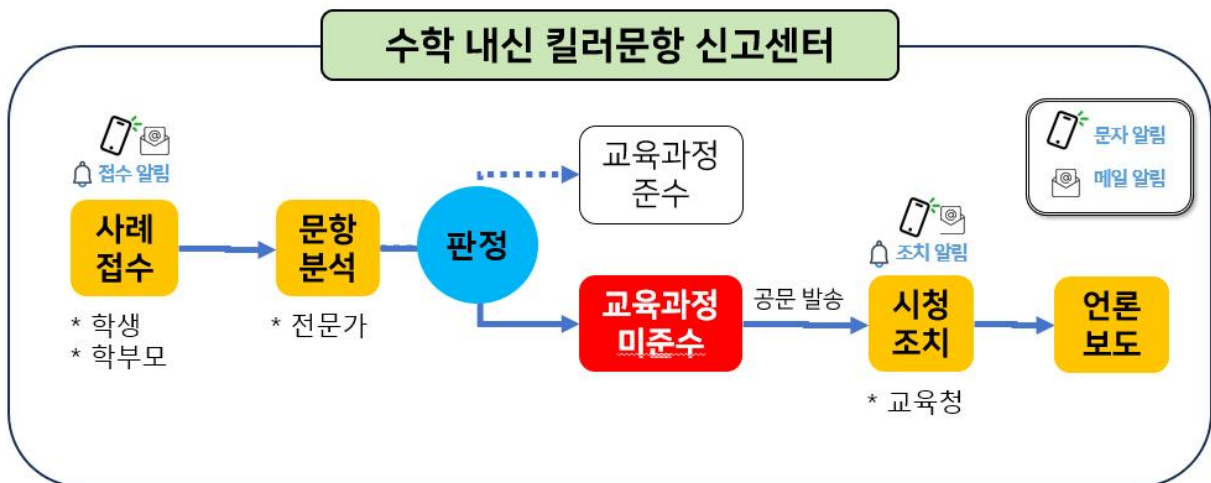 수학 내신 킬러문항 신고센터
접수 알림
사례
접수
* 학생
* 학부모
문항
분석
* 전문가
판정
교육과정
준수
교육과정
미준수
공문 발송
조치 알림
시청
조치
* 교육청
언론
보도
문자 알림
메일 알림